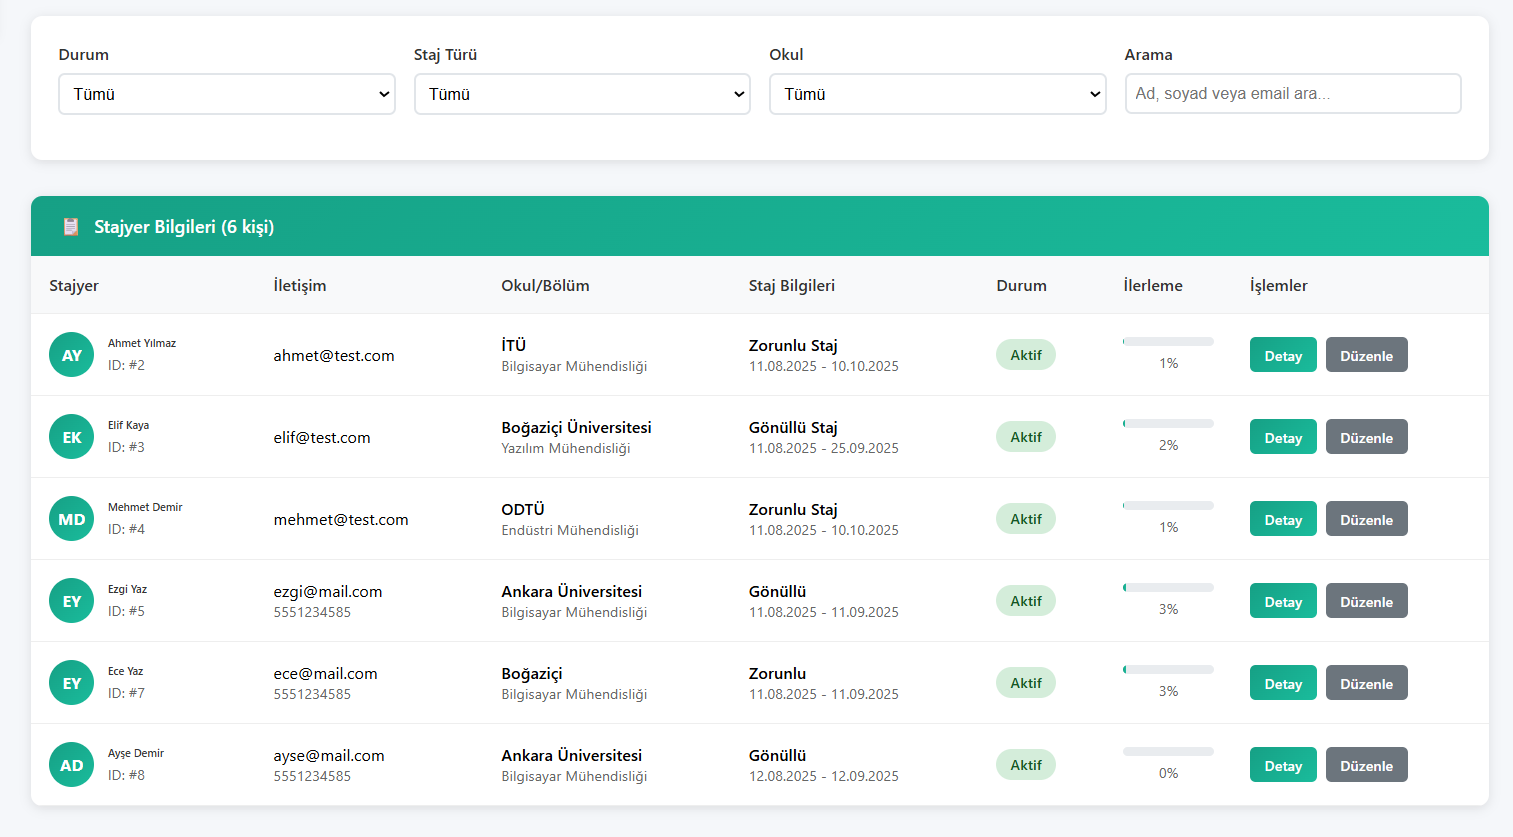 Durum
Staj Türü
Okul
Arama
Tümü
Tümü
Tümü
Ad, soyad veya email ara...
Stajyer Bilgileri (6 kişi)
Stajyer
İletişim
Okul/Bölüm
Staj Bilgileri
Durum
İlerleme
İşlemler
AY
Ahmet Yılmaz
ID: #2
ahmet@test.com
İTÜ
Bilgisayar Mühendisliği
Zorunlu Staj
11.08.2025 - 10.10.2025
Aktif
1%
Detay
Düzenle
EK
Elif Kaya
ID: #3
elif@test.com
Boğaziçi Üniversitesi
Yazılım Mühendisliği
Gönüllü Staj
11.08.2025 - 25.09.2025
Aktif
2%
Detay
Düzenle
MD
Mehmet Demir
ID: #4
mehmet@test.com
ODTÜ
Endüstri Mühendisliği
Zorunlu Staj
11.08.2025 - 10.10.2025
Aktif
1%
Detay
Düzenle
EY
Ezgi Yaz
ID: #5
ezgi@mail.com
5551234585
Ankara Üniversitesi
Bilgisayar Mühendisliği
Gönüllü
11.08.2025 - 11.09.2025
Aktif
3%
Detay
Düzenle
EY
Ece Yaz
ID: #7
ece@mail.com
5551234585
Boğaziçi
Bilgisayar Mühendisliği
Zorunlu
11.08.2025 - 11.09.2025
Aktif
3%
Detay
Düzenle
AD
Ayşe Demir
ID: #8
ayse@mail.com
5551234585
Ankara Üniversitesi
Bilgisayar Mühendisliği
Gönüllü
12.08.2025 - 12.09.2025
Aktif
0%
Detay
Düzenle